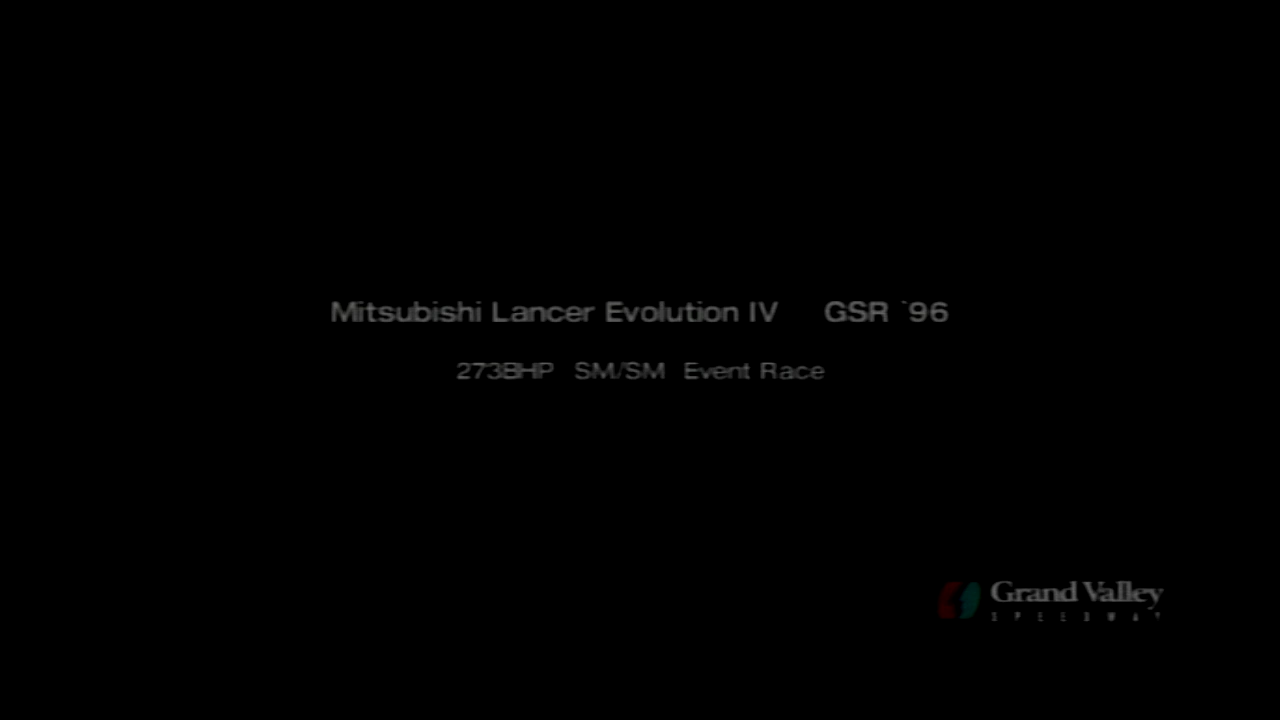 Mitsubishi Lancer Evolution IV GSR `96
273BHP SM/SM Event Race
Grand Valley
SPEEDWAY